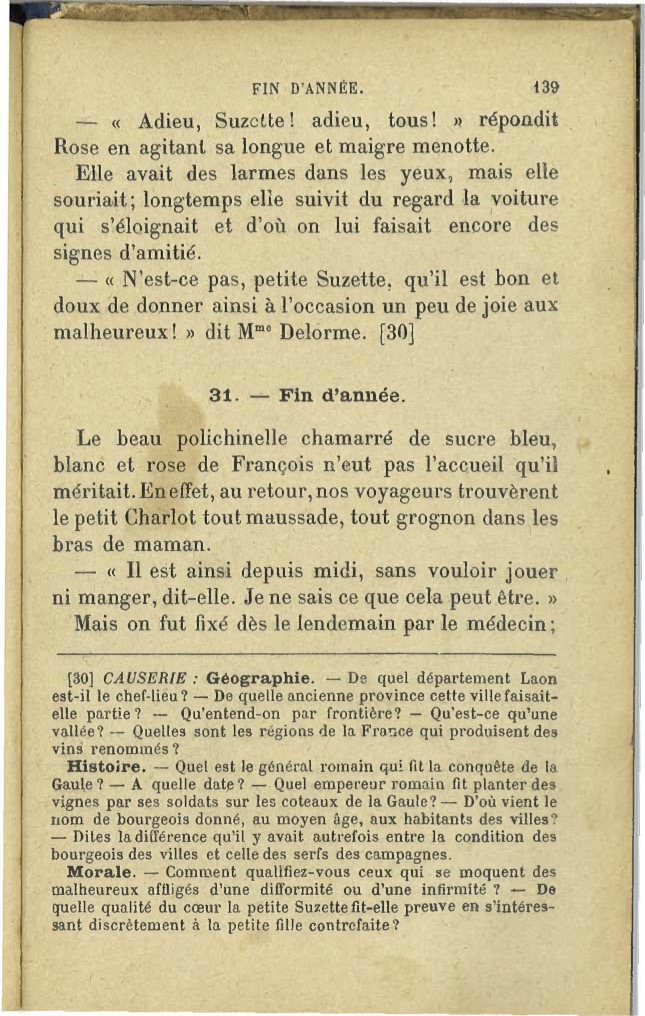 FIN D'ANNÉE. 139
— « Adieu, Suzette ! adieu, tous ! » répondit
Rose en agitant sa longue et maigre menotte.
Elle avait des larmes dans les yeux, mais elle
souriait ; longtemps elle suivit du regard la voiture
qui s'éloignait et d'où on lui faisait encore des
signes d'amitié.
— « N'est-ce pas, petite Suzette, qu'il est bon et
doux de donner ainsi à l'occasion un peu de joie aux
malheureux ! » dit Mme Delorme. [30]
31. — Fin d'année.
Le beau polichinelle chamarré de sucre bleu,
blanc et rose de François n'eut pas l'accueil qu'il
méritait. En effet, au retour, nos voyageurs trouvèrent
le petit Charlot tout maussade, tout grognon dans les
bras de maman.
— « Il est ainsi depuis midi, sans vouloir jouer
ni manger, dit-elle. Je ne sais ce que cela peut être. »
Mais on fut fixé dès le lendemain par le médecin ;
[30] CAUSERIE : Géographie. — De quel département Laon
est-il le chef-lieu ? — De quelle ancienne province cette ville faisait-
elle partie ? — Qu'entend-on par frontière ? — Qu'est-ce qu'une
vallée ? — Quelles sont les régions de la France qui produisent des
vins renommés ?
Histoire. — Quel est le général romain qui fit la conquête de la
Gaule ? — A quelle date ? — Quel empereur romain fit planter des
vignes par ses soldats sur les coteaux de la Gaule ? — D'où vient le
nom de bourgeois donné, au moyen âge, aux habitants des villes ?
— Dites la différence qu'il y avait autrefois entre la condition des
bourgeois des villes et celle des serfs des campagnes.
Morale. — Comment qualifiez-vous ceux qui se moquent des
malheureux affligés d'une difformité ou d'une infirmité ? — De
quelle qualité du cœur la petite Suzette fit-elle preuve en s'intéres-
sant discrètement à la petite fille contrefaite ?